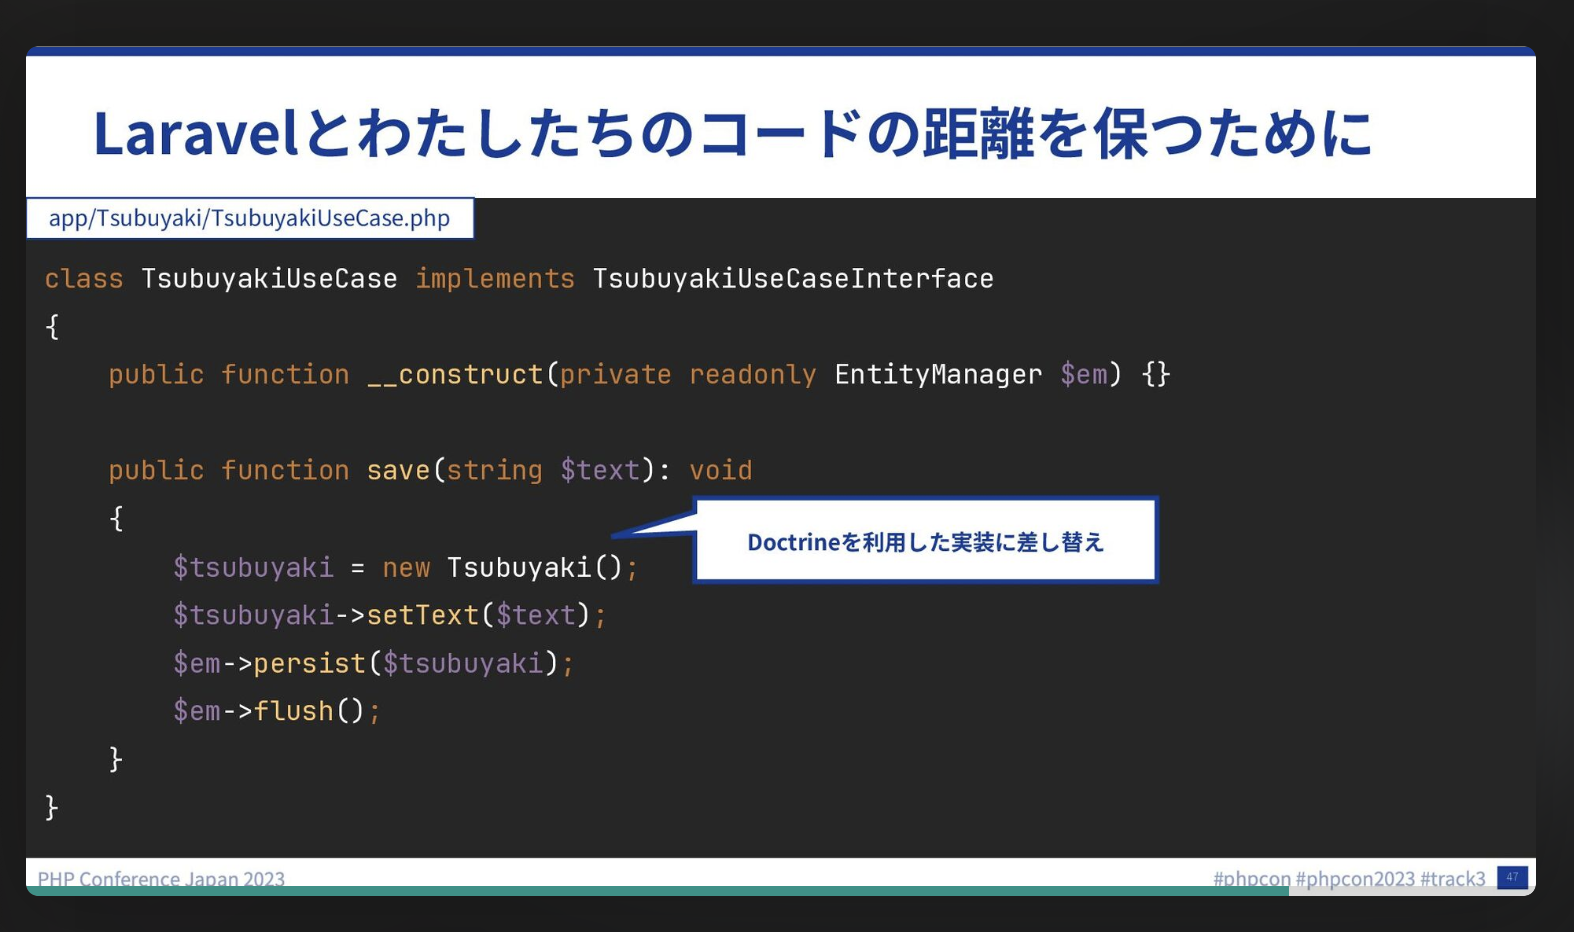 Laravelとわたしたちのコードの距離を保つために
app/Tsubuyaki/TsubuyakiUseCase.php
class TsubuyakiUseCase implements TsubuyakiUseCaseInterface
{
    public function __construct(private readonly EntityManager $em) {}

    public function save(string $text): void
    {
Doctrineを利用した実装に差し替え
        $tsubuyaki = new Tsubuyaki();
        $tsubuyaki->setText($text);
        $em->persist($tsubuyaki);
        $em->flush();
    }
}
PHP Conference Japan 2023
#phpcon #phpcon2023 #track3 47